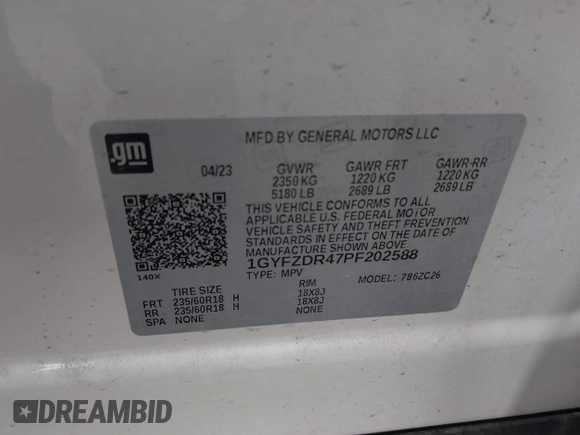 gm
MFD BY GENERAL MOTORS LLC
04/23 GVWR GAWR FRT GAWR RR
2350 KG 1220 KG 1220 KG
5180 LB 2689 LB 2689 LB
THIS VEHICLE CONFORMS TO ALL
APPLICABLE U.S. FEDERAL MOTOR
VEHICLE SAFETY AND THEFT PREVENTION
STANDARDS IN EFFECT ON THE DATE OF
MANUFACTURE SHOWN ABOVE.
1GYFZDR47PF202588
140X
TYPE: MPV MODEL: 786ZC26
TIRE SIZE RIM
FRT 235/60R18 H 18X8J
RR 235/60R18 H 18X8J
SPA NONE NONE
DREAMBID